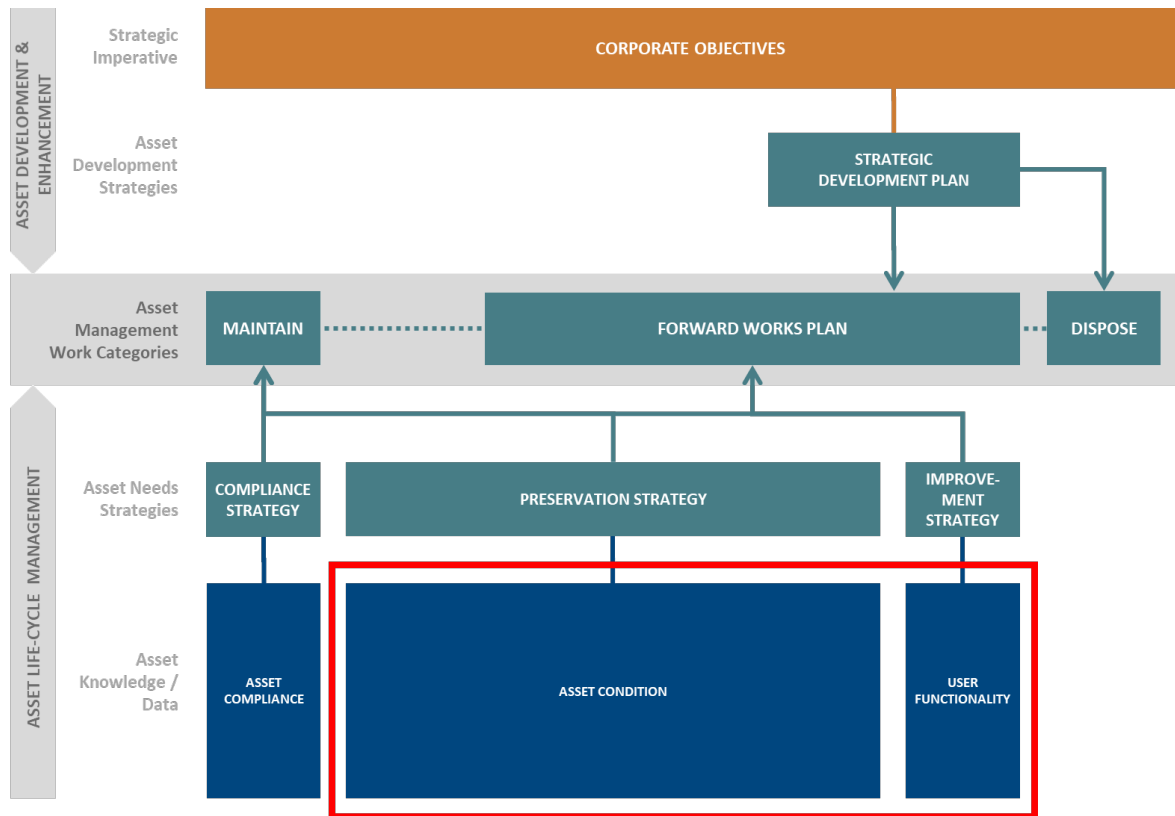 Strategic
Imperative
CORPORATE OBJECTIVES
ASSET DEVELOPMENT &
ENHANCEMENT
Asset
Development
Strategies
STRATEGIC
DEVELOPMENT PLAN
Asset
Management
Work Categories
MAINTAIN
FORWARD WORKS PLAN
DISPOSE
ASSET LIFE-CYCLE MANAGEMENT
Asset Needs
Strategies
COMPLIANCE
STRATEGY
PRESERVATION STRATEGY
IMPROVE-
MENT
STRATEGY
Asset
Knowledge /
Data
ASSET
COMPLIANCE
ASSET CONDITION
USER
FUNCTIONALITY